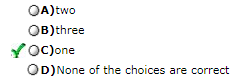 A)two
B)three
C)one
D)None of the choices are correct